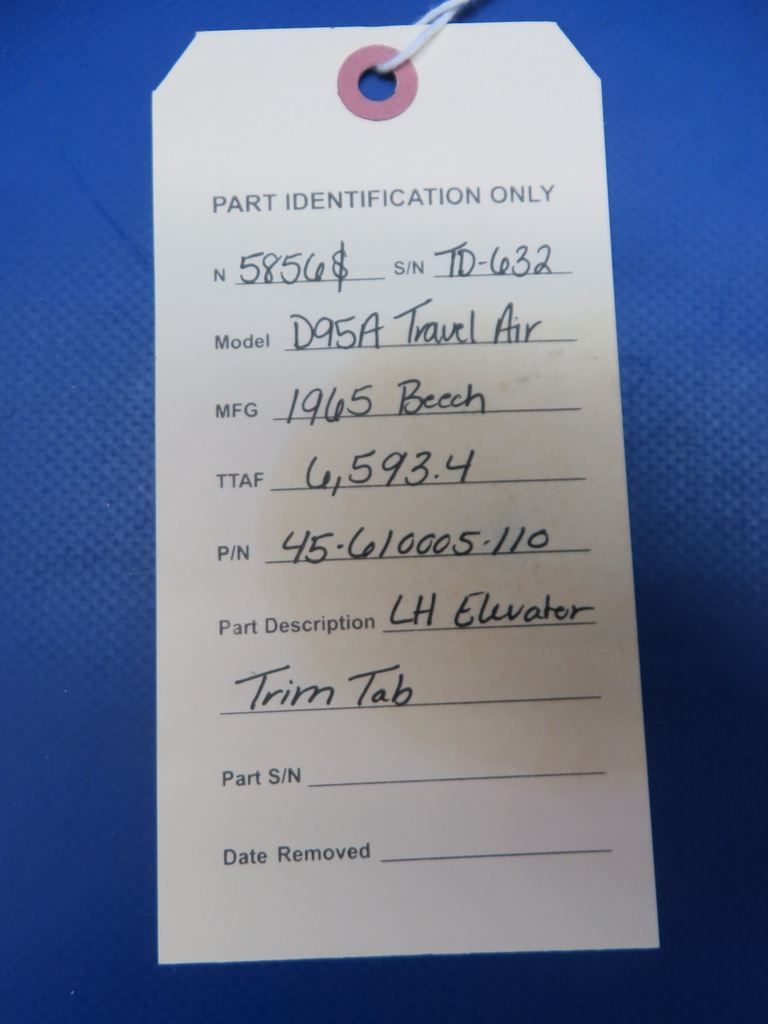 PART IDENTIFICATION ONLY
N 5856$ S/N TD-632
Model D95A Travel Air
MFG 1965 Beech
TTAF 6,593.4
P/N 45-610005-110
Part Description LH Elevator
Trim Tab
Part S/N
Date Removed